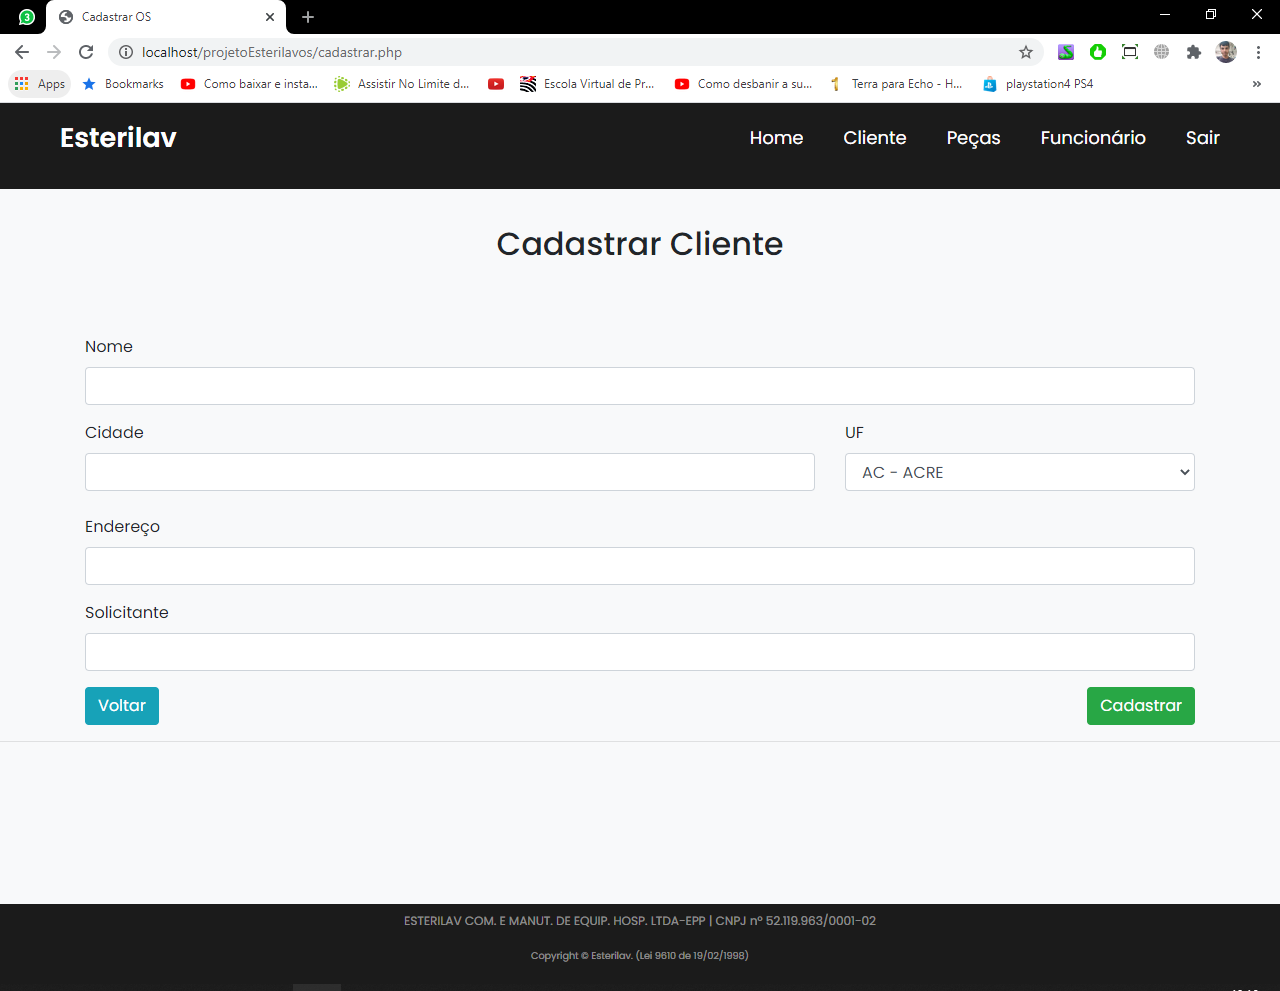 3
Cadastrar OS
localhost/projetoEsterilavos/cadastrar.php
Apps Bookmarks Como baixar e insta... Assistir No Limite d... Escola Virtual de Pr... Como desbanir a su... Terra para Echo - H... playstation4 PS4 »
Esterilav Home Cliente Peças Funcionário Sair
Cadastrar Cliente
Nome
Cidade UF
AC - ACRE
Endereço
Solicitante
Voltar Cadastrar
ESTERILAV COM. E MANUT. DE EQUIP. HOSP. LTDA-EPP | CNPJ nº 52.119.963/0001-02
Copyright © Esterilav. (Lei 9610 de 19/02/1998)